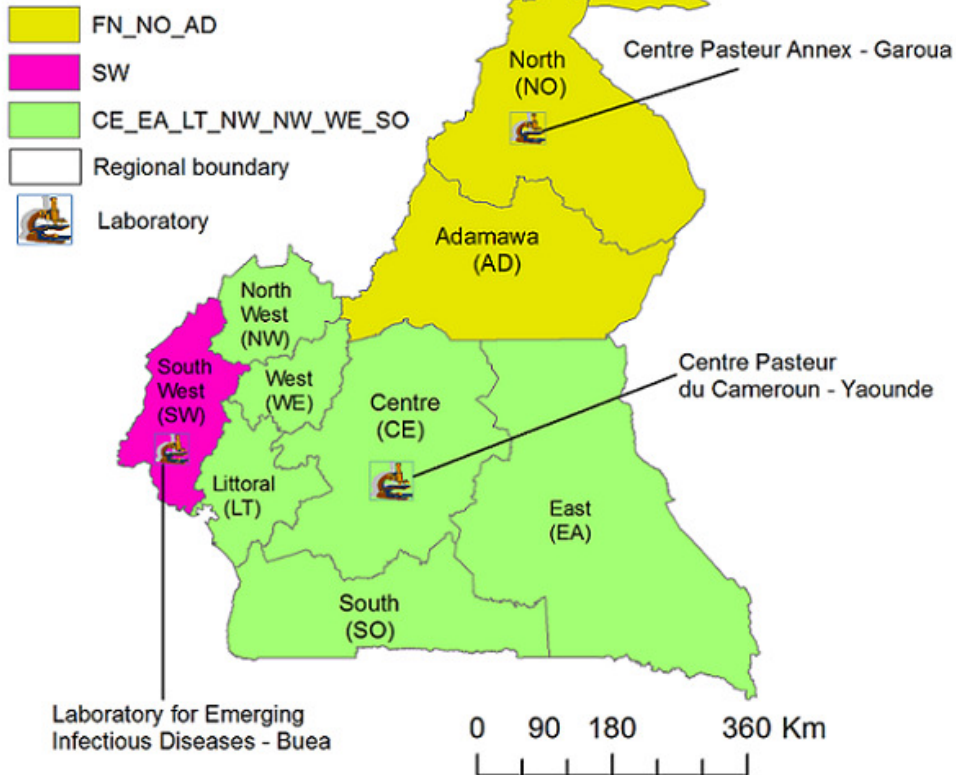 FN_NO_AD
SW
CE_EA_LT_NW_NW_WE_SO
Regional boundary
Laboratory
North
(NO)
Centre Pasteur Annex - Garoua
Adamawa
(AD)
North
West
(NW)
South
West
(SW)
West
(WE)
Centre
(CE)
Centre Pasteur
du Cameroun - Yaounde
Littoral
(LT)
East
(EA)
South
(SO)
Laboratory for Emerging
Infectious Diseases - Buea
0 90 180 360 Km